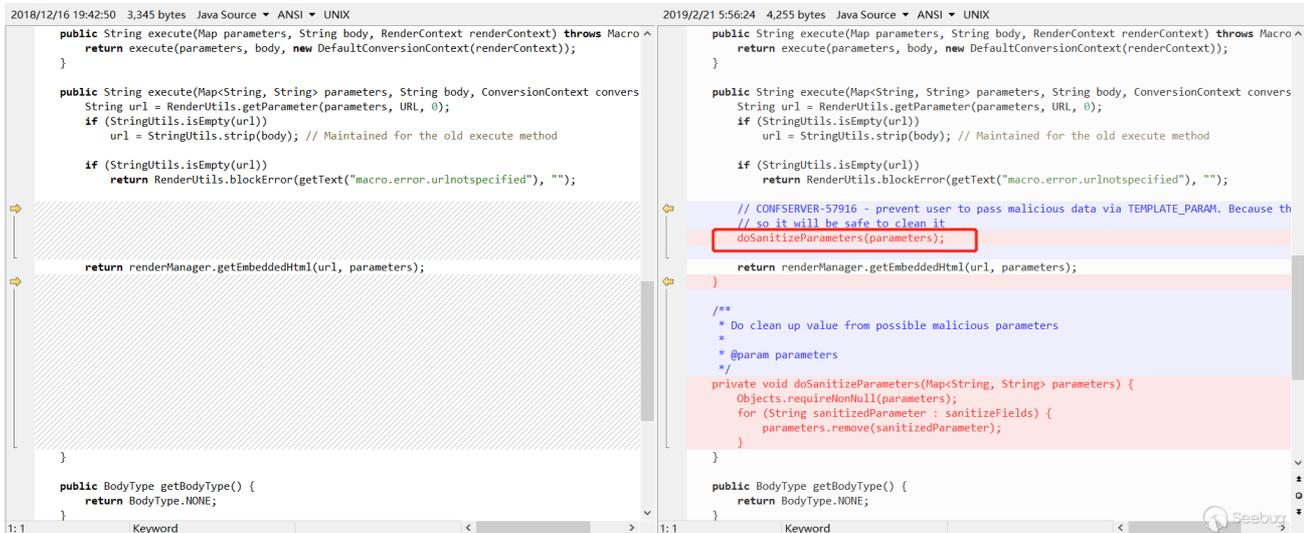 2018/12/16 19:42:50 3,345 bytes Java Source ▾ ANSI ▾ UNIX
public String execute(Map parameters, String body, RenderContext renderContext) throws Macro
return execute(parameters, body, new DefaultConversionContext(renderContext));
}
public String execute(Map<String, String> parameters, String body, ConversionContext convers
String url = RenderUtils.getParameter(parameters, URL, 0);
if (StringUtils.isEmpty(url))
url = StringUtils.strip(body); // Maintained for the old execute method
if (StringUtils.isEmpty(url))
return RenderUtils.blockError(getText("macro.error.urlnotspecified"), "");
return renderManager.getEmbeddedHtml(url, parameters);
}
public BodyType getBodyType() {
return BodyType.NONE;
}
1: 1 Keyword
2019/2/21 5:56:24 4,255 bytes Java Source ▾ ANSI ▾ UNIX
public String execute(Map parameters, String body, RenderContext renderContext) throws Macro
return execute(parameters, body, new DefaultConversionContext(renderContext));
}
public String execute(Map<String, String> parameters, String body, ConversionContext convers
String url = RenderUtils.getParameter(parameters, URL, 0);
if (StringUtils.isEmpty(url))
url = StringUtils.strip(body); // Maintained for the old execute method
if (StringUtils.isEmpty(url))
return RenderUtils.blockError(getText("macro.error.urlnotspecified"), "");
// CONFSERVER-57916 - prevent user to pass malicious data via TEMPLATE_PARAM. Because th
// so it will be safe to clean it
doSanitizeParameters(parameters);
return renderManager.getEmbeddedHtml(url, parameters);
}
/**
* Do clean up value from possible malicious parameters
*
* @param parameters
*/
private void doSanitizeParameters(Map<String, String> parameters) {
Objects.requireNonNull(parameters);
for (String sanitizedParameter : sanitizeFields) {
parameters.remove(sanitizedParameter);
}
}
public BodyType getBodyType() {
return BodyType.NONE;
}
1: 1 Keyword
Seebug